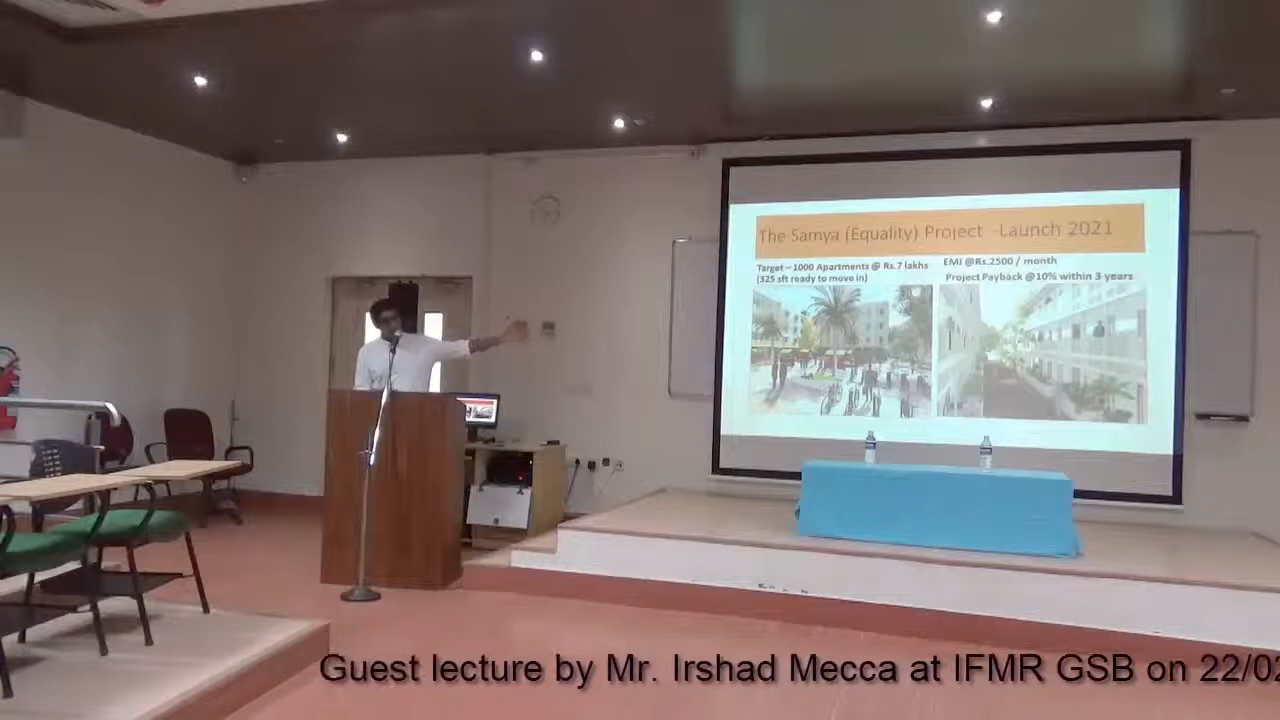 The Samya (Equality) Project -Launch 2021
Target – 1000 Apartments @ Rs.7 lakhs
(325 sft ready to move in)
EMI @Rs.2500 / month
Project Payback @10% within 3 years
Guest lecture by Mr. Irshad Mecca at IFMR GSB on 22/02